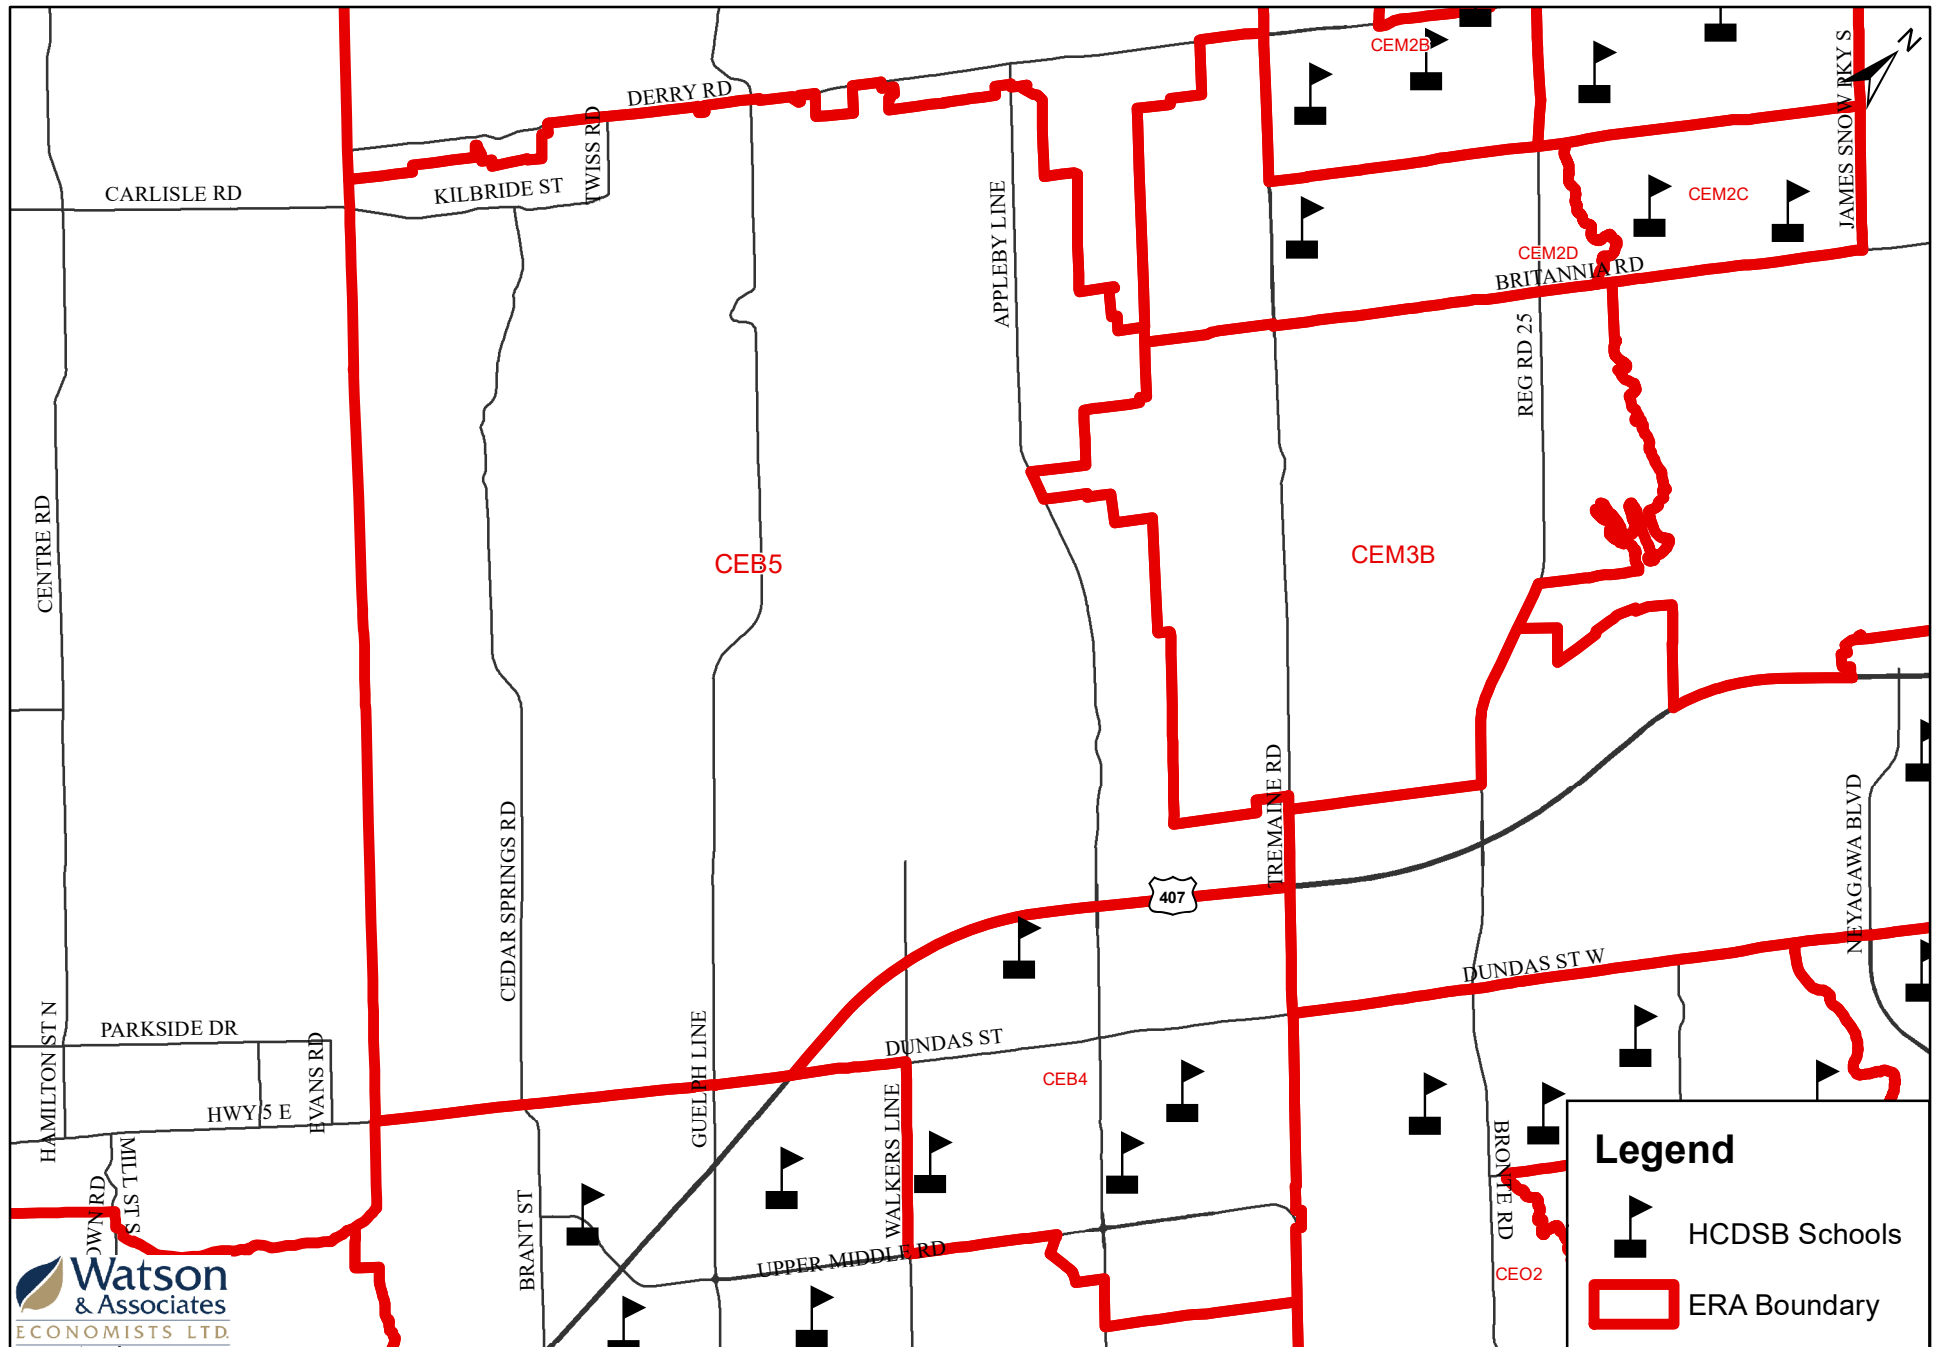 CEM2B
N
JAMES SNOW PKY S
DERRY RD
TWISS RD
CARLISLE RD
KILBRIDE ST
APPLEBY LINE
CEM2C
CEM2D
BRITANNIA RD
REG RD 25
CENTRE RD
CEB5
CEM3B
TREMAINE RD
NEYAGAWA BLVD
CEDAR SPRINGS RD
407
DUNDAS ST W
HAMILTON ST N
PARKSIDE DR
EVANS RD
GUELPH LINE
DUNDAS ST
CEB4
HWY 5 E
MILL ST S
OWN RD
BRANT ST
WALKERS LINE
UPPER MIDDLE RD
BRONTE RD
CEO2
Legend
HCDSB Schools
ERA Boundary
Watson
& Associates
ECONOMISTS LTD.